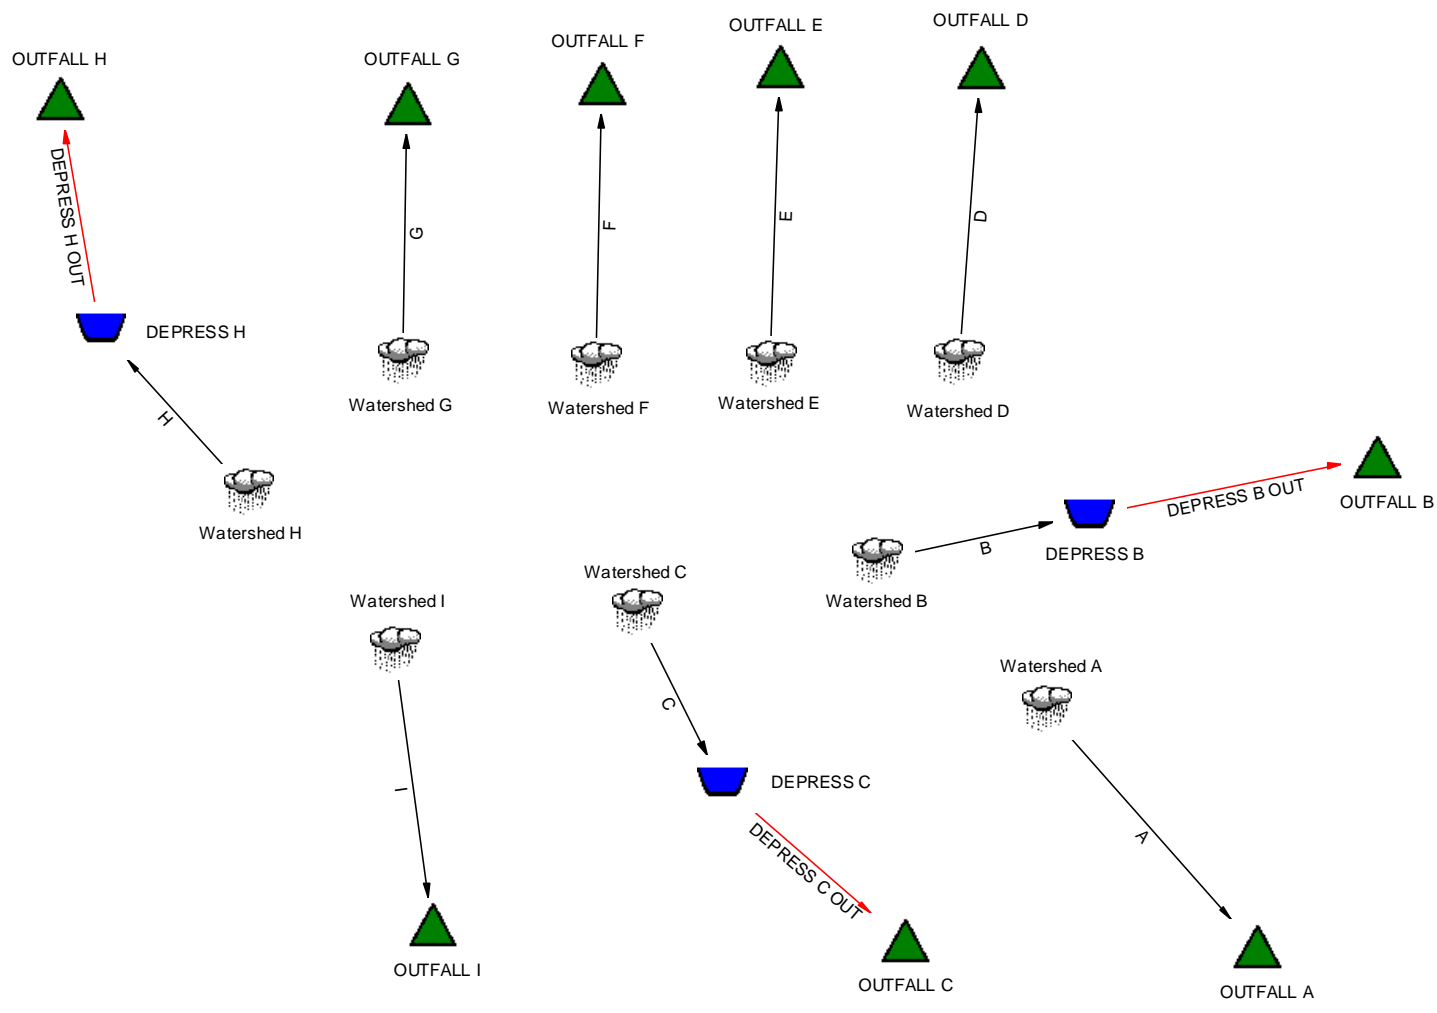 OUTFALL D
OUTFALL E
OUTFALL F
OUTFALL H
OUTFALL G
DEPRESS H OUT
G
F
E
D
DEPRESS H
Watershed G
Watershed F
Watershed E
Watershed D
H
Watershed H
DEPRESS B OUT
OUTFALL B
B
DEPRESS B
Watershed C
Watershed I
Watershed B
Watershed A
C
DEPRESS C
I
A
DEPRESS C OUT
OUTFALL I
OUTFALL C
OUTFALL A